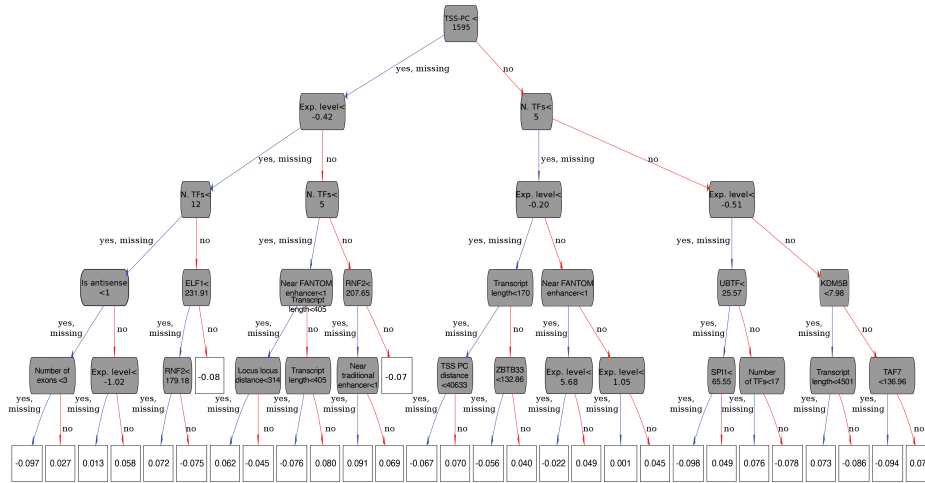 TSS-PC <
1595
yes, missing
no
Exp. level<
-0.42
N. TFs<
5
yes, missing
no
yes, missing
no
N. TFs<
12
N. TFs<
5
Exp. level<
-0.20
Exp. level<
-0.51
yes, missing
no
yes, missing
no
yes, missing
no
yes, missing
no
Is antisense
<1
ELF1<
231.91
Near FANTOM
enhancer<1
Transcript
length<405
RNF2<
207.65
Transcript
length<170
Near FANTOM
enhancer<1
UBTF<
25.57
KDM5B
<7.98
yes,
missing
no
yes,
missing
no
yes,
missing
no
yes,
missing
no
yes,
missing
no
yes,
missing
no
yes,
missing
no
yes,
missing
no
Number of
exons <3
Exp. level<
-1.02
RNF2<
179.18
-0.08
Locus locus
distance<314
Transcript
length<405
Near traditional
enhancer<1
-0.07
TSS PC
distance
<40633
ZBTB33
<132.86
Exp. level<
5.68
Exp. level<
1.05
SPI1<
65.55
Number
of TFs<17
Transcript
length<4501
TAF7
<136.96
yes,
missing
no
yes,
missing
no
yes,
missing
no
yes,
missing
no
yes,
missing
no
yes,
missing
no
yes,
missing
no
yes,
missing
no
yes,
missing
no
yes,
missing
no
yes,
missing
no
yes,
missing
no
yes,
missing
no
yes,
missing
no
-0.097
0.027
0.013
0.058
0.072
-0.075
0.062
-0.045
-0.076
0.080
0.091
0.069
-0.067
0.070
-0.056
0.040
-0.022
0.049
0.001
0.045
-0.098
0.049
0.076
-0.078
0.073
-0.086
-0.094